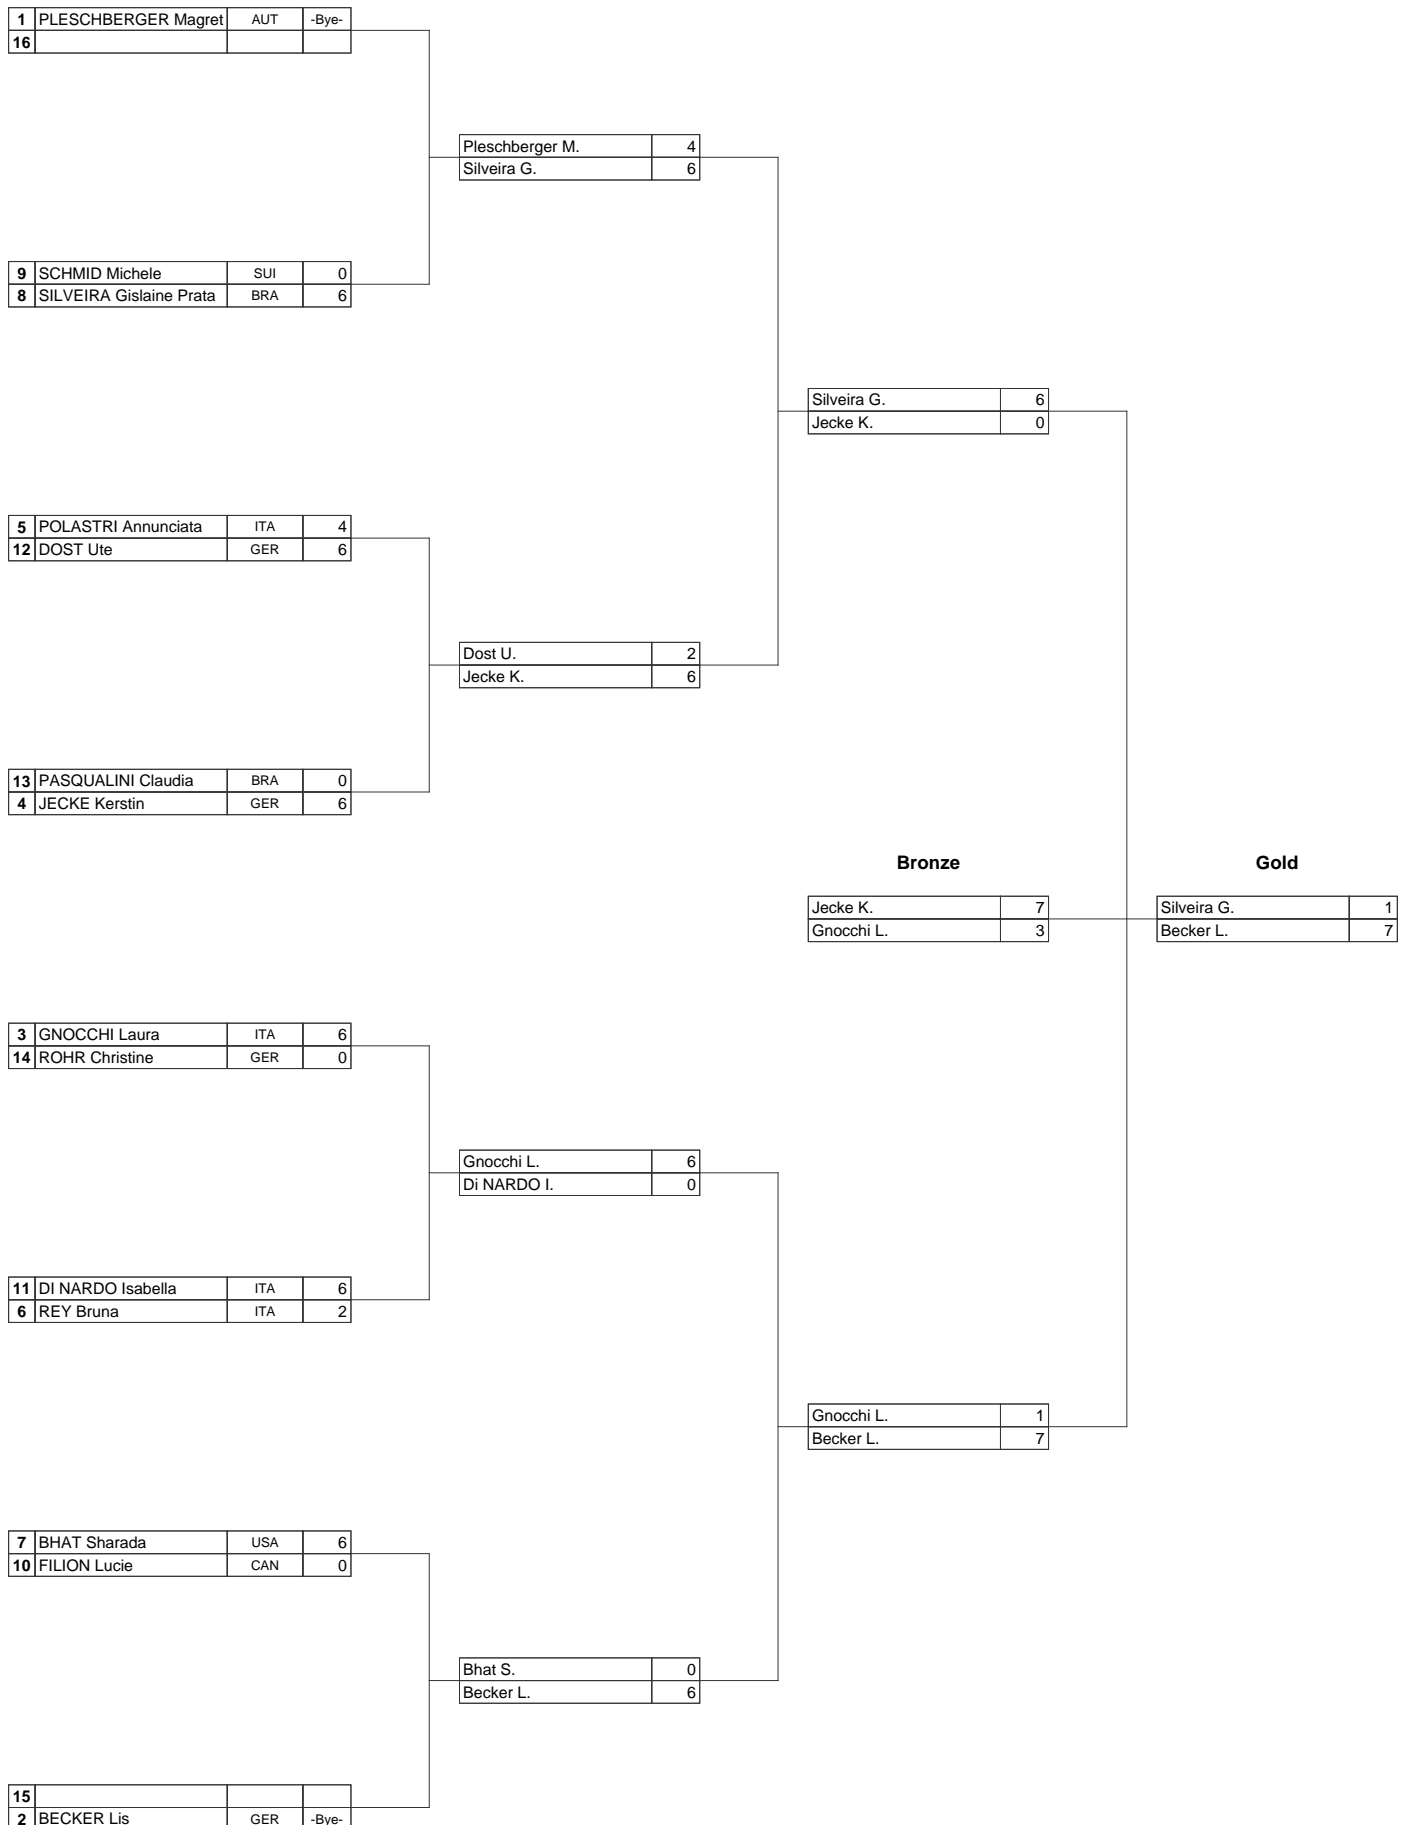 1 PLESCHBERGER Magret AUT -Bye-
16
Pleschberger M. 4
Silveira G. 6
9 SCHMID Michele SUI 0
8 SILVEIRA Gislaine Prata BRA 6
Silveira G. 6
Jecke K. 0
5 POLASTRI Annunciata ITA 4
12 DOST Ute GER 6
Dost U. 2
Jecke K. 6
13 PASQUALINI Claudia BRA 0
4 JECKE Kerstin GER 6
Bronze Gold
Jecke K. 7 Silveira G. 1
Gnocchi L. 3 Becker L. 7
3 GNOCCHI Laura ITA 6
14 ROHR Christine GER 0
Gnocchi L. 6
Di NARDO I. 0
11 DI NARDO Isabella ITA 6
6 REY Bruna ITA 2
Gnocchi L. 1
Becker L. 7
7 BHAT Sharada USA 6
10 FILION Lucie CAN 0
Bhat S. 0
Becker L. 6
15
2 BECKER Lis GER -Bye-